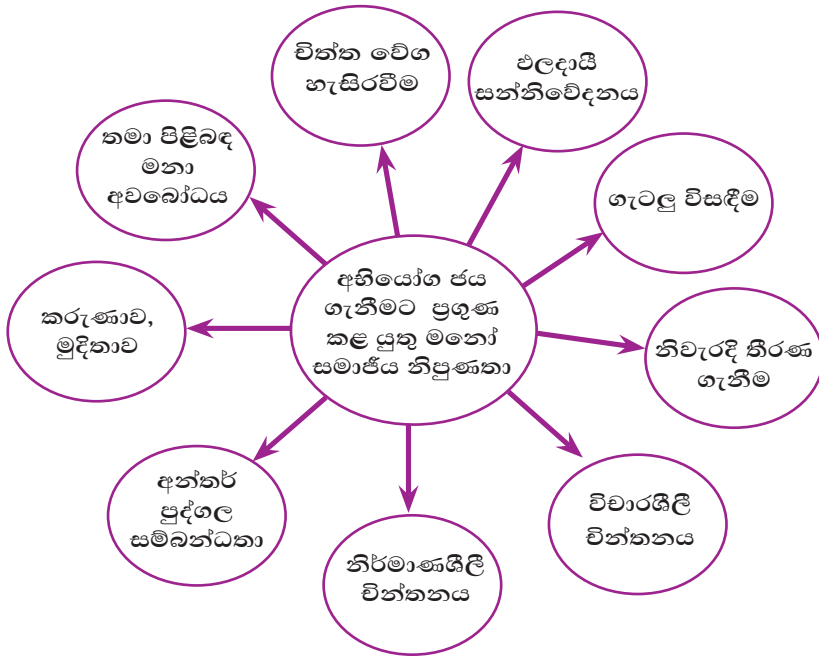 චිත්ත වේග
හැසිරවීම
ඵලදායී
සන්නිවේදනය
තමා පිළිබඳ
මනා
අවබෝධය
ගැටලු විසඳීම
අභියෝග ජය
ගැනීමට ප්‍රගුණ
කළ යුතු මනෝ
සමාජීය නිපුණතා
කරුණාව,
මුදිතාව
නිවැරදි තීරණ
ගැනීම
අන්තර්
පුද්ගල
සම්බන්ධතා
විචාරශීලී
චින්තනය
නිර්මාණශීලී
චින්තනය